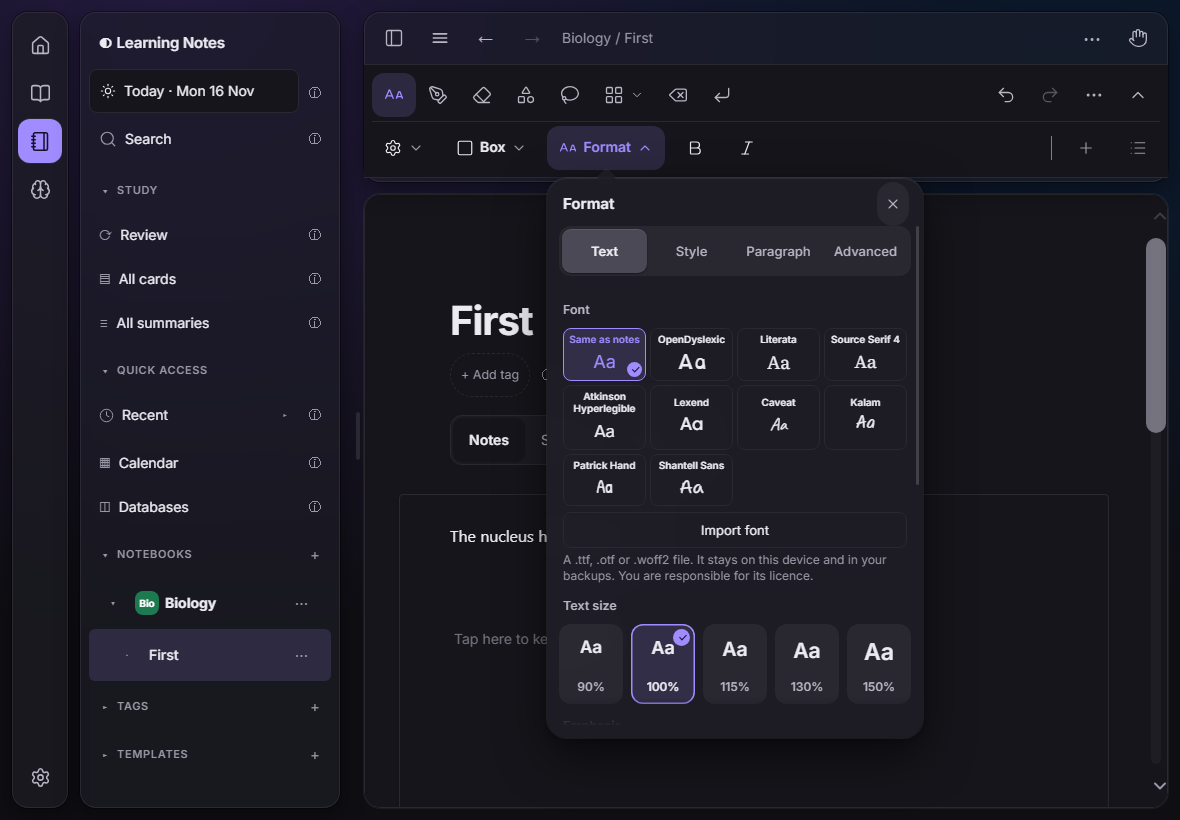 Learning Notes
Today · Mon 16 Nov
Search
STUDY
Review
All cards
All summaries
QUICK ACCESS
Recent
Calendar
Databases
NOTEBOOKS
Bio Biology
First
TAGS
TEMPLATES
Biology / First
AA
Box
AA Format
B I
First
+ Add tag
Notes S
The nucleus h
Tap here to ke
Format
Text Style Paragraph Advanced
Font
Same as notes
Aa
OpenDyslexic
Aa
Literata
Aa
Source Serif 4
Aa
Atkinson
Hyperlegible
Aa
Lexend
Aa
Caveat
Aa
Kalam
Aa
Patrick Hand
Aa
Shantell Sans
Aa
Import font
A .ttf, .otf or .woff2 file. It stays on this device and in your
backups. You are responsible for its licence.
Text size
Aa
90%
Aa
100%
Aa
115%
Aa
130%
Aa
150%